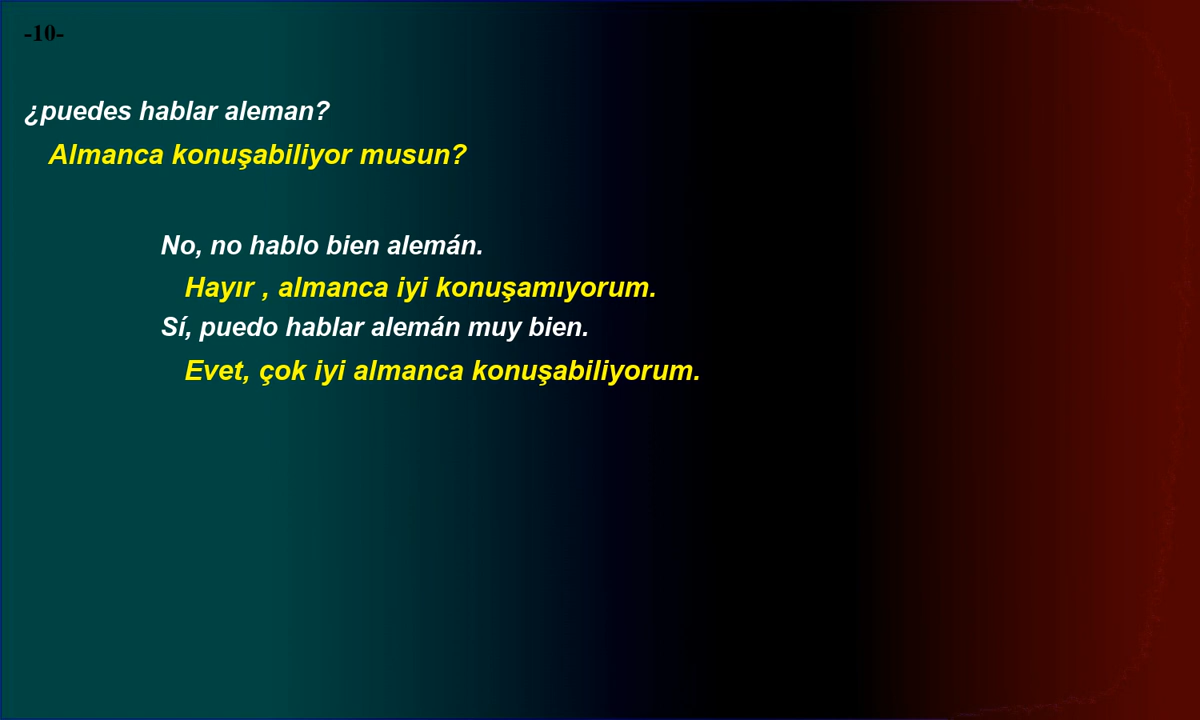 -10-
¿puedes hablar aleman?
Almanca konuşabiliyor musun?
No, no hablo bien alemán.
Hayır , almanca iyi konuşamıyorum.
Sí, puedo hablar alemán muy bien.
Evet, çok iyi almanca konuşabiliyorum.